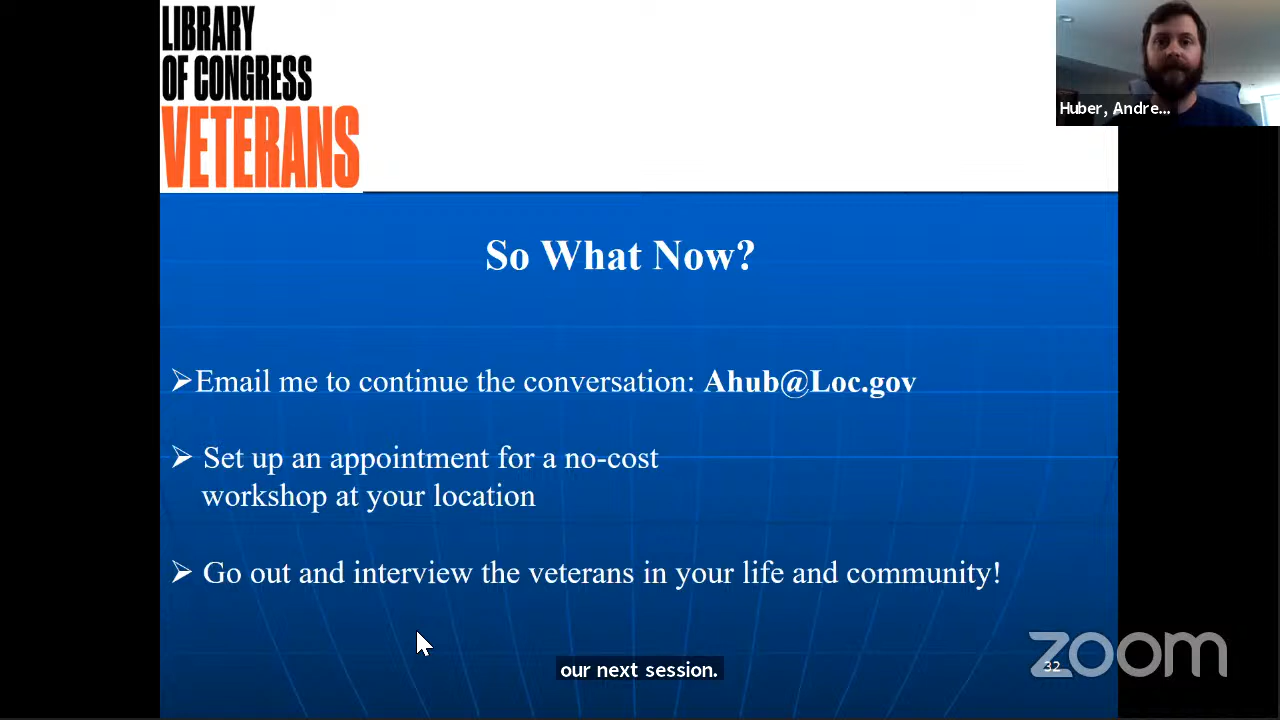 LIBRARY
OF CONGRESS
VETERANS
Huber, Andre...
So What Now?
➢Email me to continue the conversation: Ahub@Loc.gov
➢ Set up an appointment for a no-cost
workshop at your location
➢ Go out and interview the veterans in your life and community!
our next session.
32
zoom